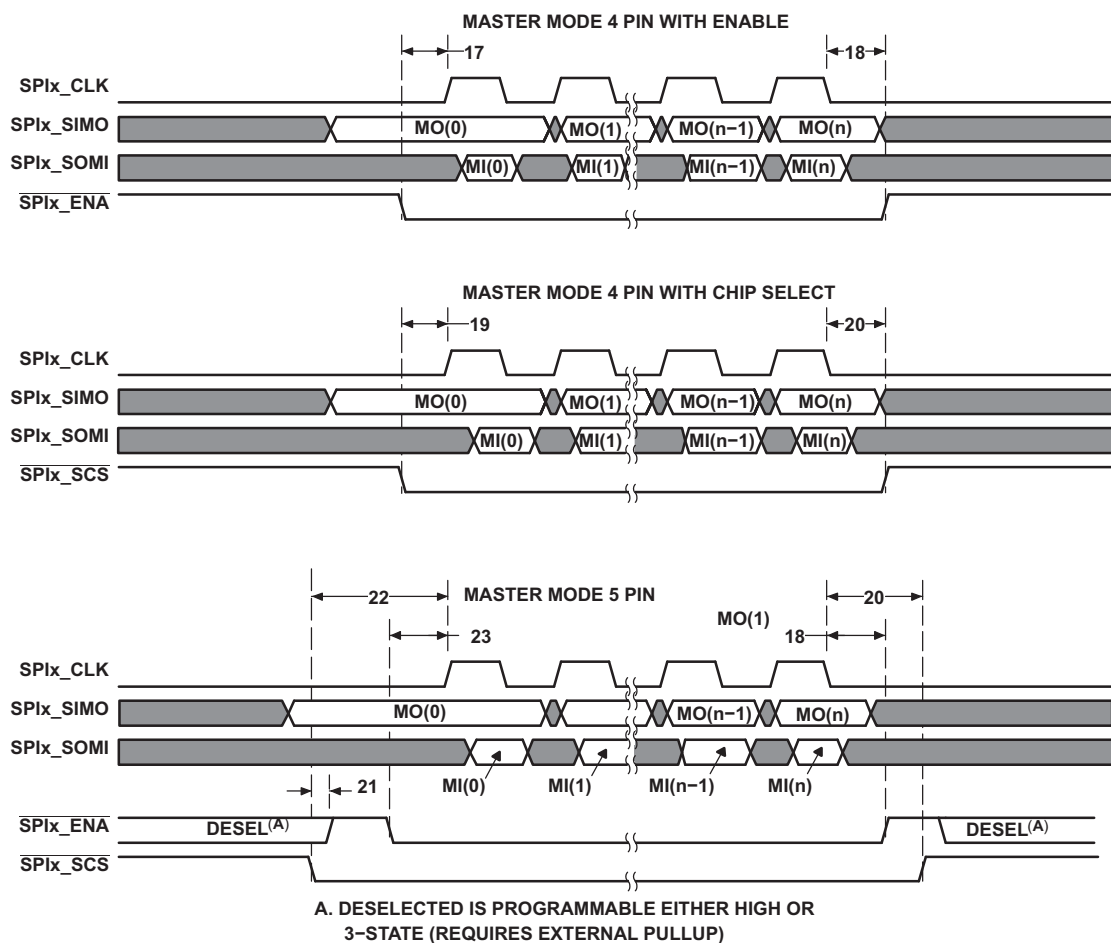 MASTER MODE 4 PIN WITH ENABLE
17
18
SPIx_CLK
SPIx_SIMO
MO(0)
MO(1)
MO(n−1)
MO(n)
SPIx_SOMI
MI(0)
MI(1)
MI(n−1)
MI(n)
SPIx_ENA
MASTER MODE 4 PIN WITH CHIP SELECT
19
20
SPIx_CLK
SPIx_SIMO
MO(0)
MO(1)
MO(n−1)
MO(n)
SPIx_SOMI
MI(0)
MI(1)
MI(n−1)
MI(n)
SPIx_SCS
22
MASTER MODE 5 PIN
20
MO(1)
23
18
SPIx_CLK
SPIx_SIMO
MO(0)
MO(n−1)
MO(n)
SPIx_SOMI
MI(0)
MI(1)
MI(n−1)
MI(n)
21
SPIx_ENA
DESEL(A)
DESEL(A)
SPIx_SCS
A. DESELECTED IS PROGRAMMABLE EITHER HIGH OR
3−STATE (REQUIRES EXTERNAL PULLUP)